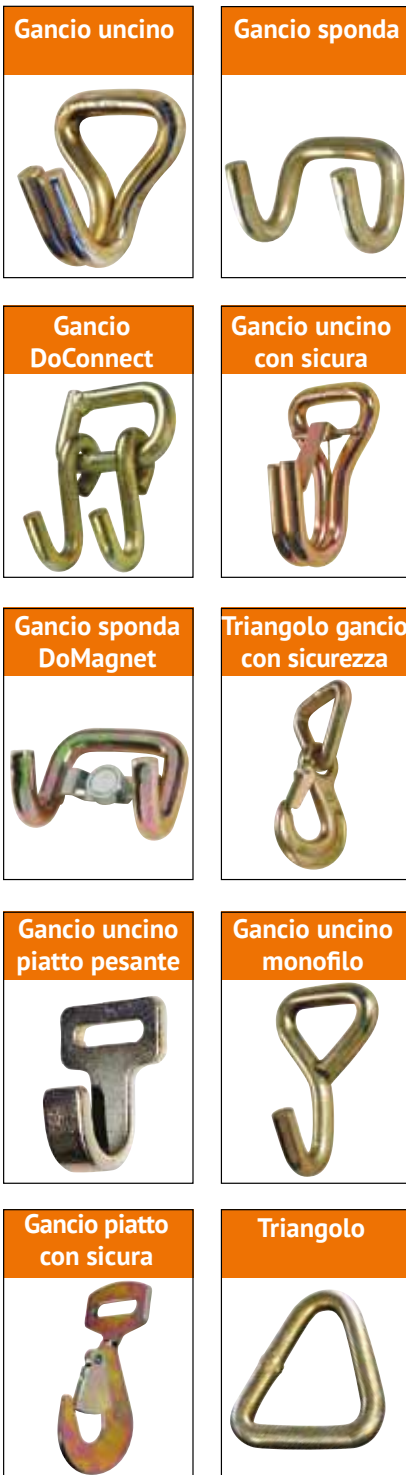 Gancio uncino
Gancio sponda
Gancio
DoConnect
Gancio uncino
con sicura
Gancio sponda
DoMagnet
Triangolo gancio
con sicurezza
Gancio uncino
piatto pesante
Gancio uncino
monofilo
Gancio piatto
con sicura
Triangolo